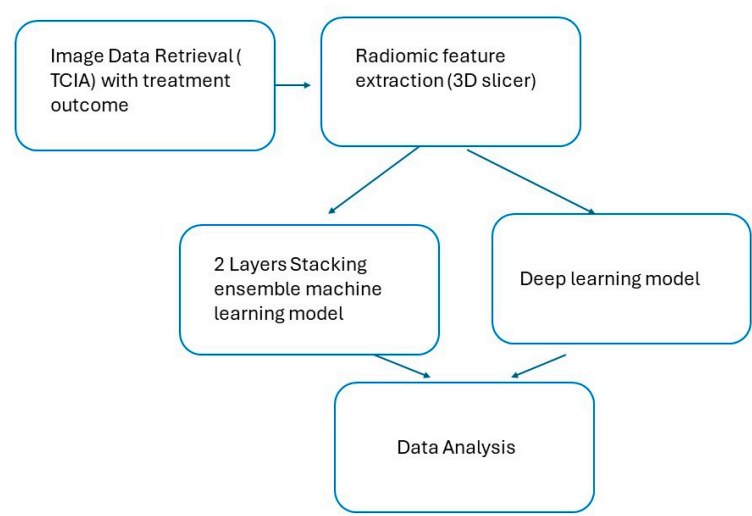 Image Data Retrieval (
TCIA) with treatment
outcome
Radiomic feature
extraction (3D slicer)
2 Layers Stacking
ensemble machine
learning model
Deep learning model
Data Analysis